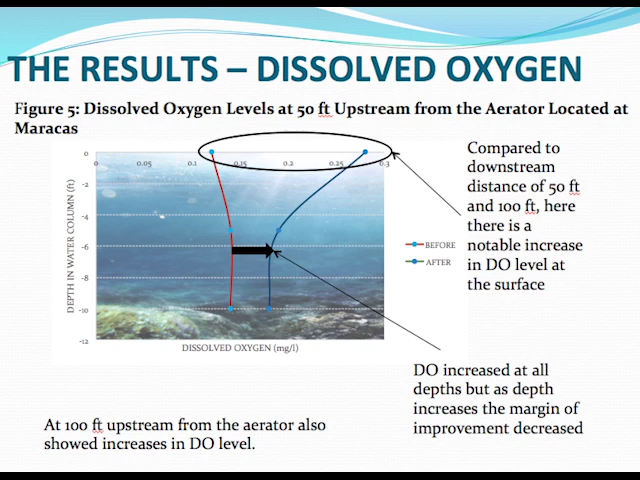 THE RESULTS – DISSOLVED OXYGEN
Figure 5: Dissolved Oxygen Levels at 50 ft Upstream from the Aerator Located at
Maracas
0 0.05 0.1 0.15 0.2 0.25 0.3
0
-2
-4
-6
-8
-10
-12
DEPTH IN WATER COLUMN (ft)
DISSOLVED OXYGEN (mg/l)
BEFORE
AFTER
Compared to
downstream
distance of 50 ft
and 100 ft, here
there is a
notable increase
in DO level at
the surface
DO increased at all
depths but as depth
increases the margin of
improvement decreased
At 100 ft upstream from the aerator also
showed increases in DO level.